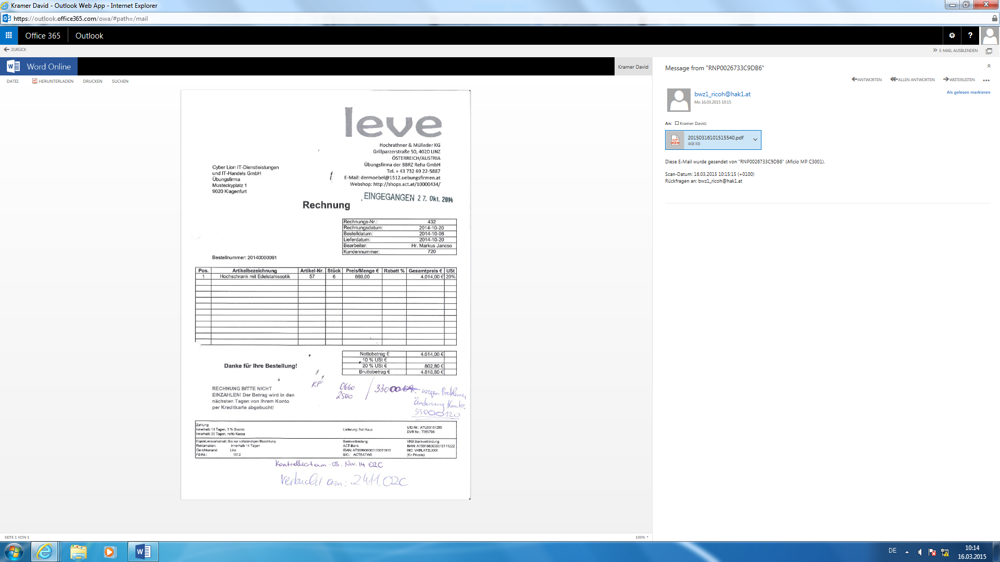 Kramer David - Outlook Web App - Internet Explorer
https://outlook.office365.com/owa/#path=/mail
Office 365
Outlook
?
ZURÜCK
E-MAIL AUSBLENDEN
Word Online
Kramer David
DATEI
HERUNTERLADEN
DRUCKEN
SUCHEN
leve
Hochrathner & Mülleder KG
Grillparzerstraße 50, 4020 LINZ
ÖSTERREICH/AUSTRIA
Übungsfirma der BBRZ Reha GmbH
Tel. + 43 732 69 22-5887
E-Mail: dermoebel@1512.uebungsfirmen.at
Webshop: http://shops.act.at/10000434/
Cyber Lion IT-Dienstleistungen
und IT-Handels GmbH
Übungsfirma
Musteckyplatz 1
9020 Klagenfurt
EINGEGANGEN 27. Okt. 2014
Rechnung
Rechnungs-Nr.: 432
Rechnungsdatum: 2014-10-20
Bestelldatum: 2014-10-06
Lieferdatum: 2014-10-20
Bearbeiter: Hr. Markus Jancso
Kundennummer: 720
Bestellnummer: 20140000091
Pos. Artikelbezeichnung Artikel-Nr. Stück Preis/Menge € Rabatt % Gesamtpreis € USt
1 Hochschrank mit Edelstahlsoptik 57 6 669,00 4.014,00 € 20%
Nettobetrag € 4.014,00 €
10 % USt €
20 % USt € 802,80 €
Bruttobetrag € 4.818,80 €
Danke für Ihre Bestellung!
KF
0660
2500
/
330
wegen Probleme,
Änderung Konto:
33000120
RECHNUNG BITTE NICHT
EINZAHLEN! Der Betrag wird in den
nächsten Tagen von Ihrem Konto
per Kreditkarte abgebucht!
Zahlung:
Innerhalb 14 Tagen, 3 % Skonto
Innerhalb 30 Tagen, netto Kassa
Lieferung: frei Haus
UID-Nr.: ATU90151255
DVR Nr.: 7385796
Eigentumsvorbehalt: Bis zur vollständigen Bezahlung
Reklamation: Innerhalb 14 Tagen
Gerichtsstand: Linz
FB-Nr.: 1512
Bankverbindung:
ACT-Bank
IBAN: AT089900000100021915
BIC: ACTBATW0
VKB Bankverbindung
IBAN: AT591860000018111222
BIC: VKBLAT2LXXX
(für Private)
Kontrolliert am: 03. Nov. 14 02C
Verbucht am: 24.11. 02C
SEITE 1 VON 1
100%
Message from "RNP0026733C9DB6"
ANTWORTEN
ALLEN ANTWORTEN
WEITERLEITEN
bwz1_ricoh@hak1.at
Mo 16.03.2015 10:15
Als gelesen markieren
An: Kramer David;
pdf
20150316101515540.pdf
468 KB
Diese E-Mail wurde gesendet von "RNP0026733C9DB6" (Aficio MP C3001).
Scan-Datum: 16.03.2015 10:15:15 (+0100)
Rückfragen an: bwz1_ricoh@hak1.at
DE
10:14
16.03.2015